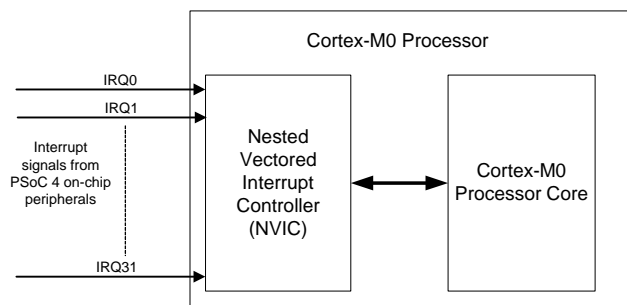 Cortex-M0 Processor
IRQ0
IRQ1
Interrupt
signals from
PSoC 4 on-chip
peripherals
IRQ31
Nested
Vectored
Interrupt
Controller
(NVIC)
Cortex-M0
Processor Core